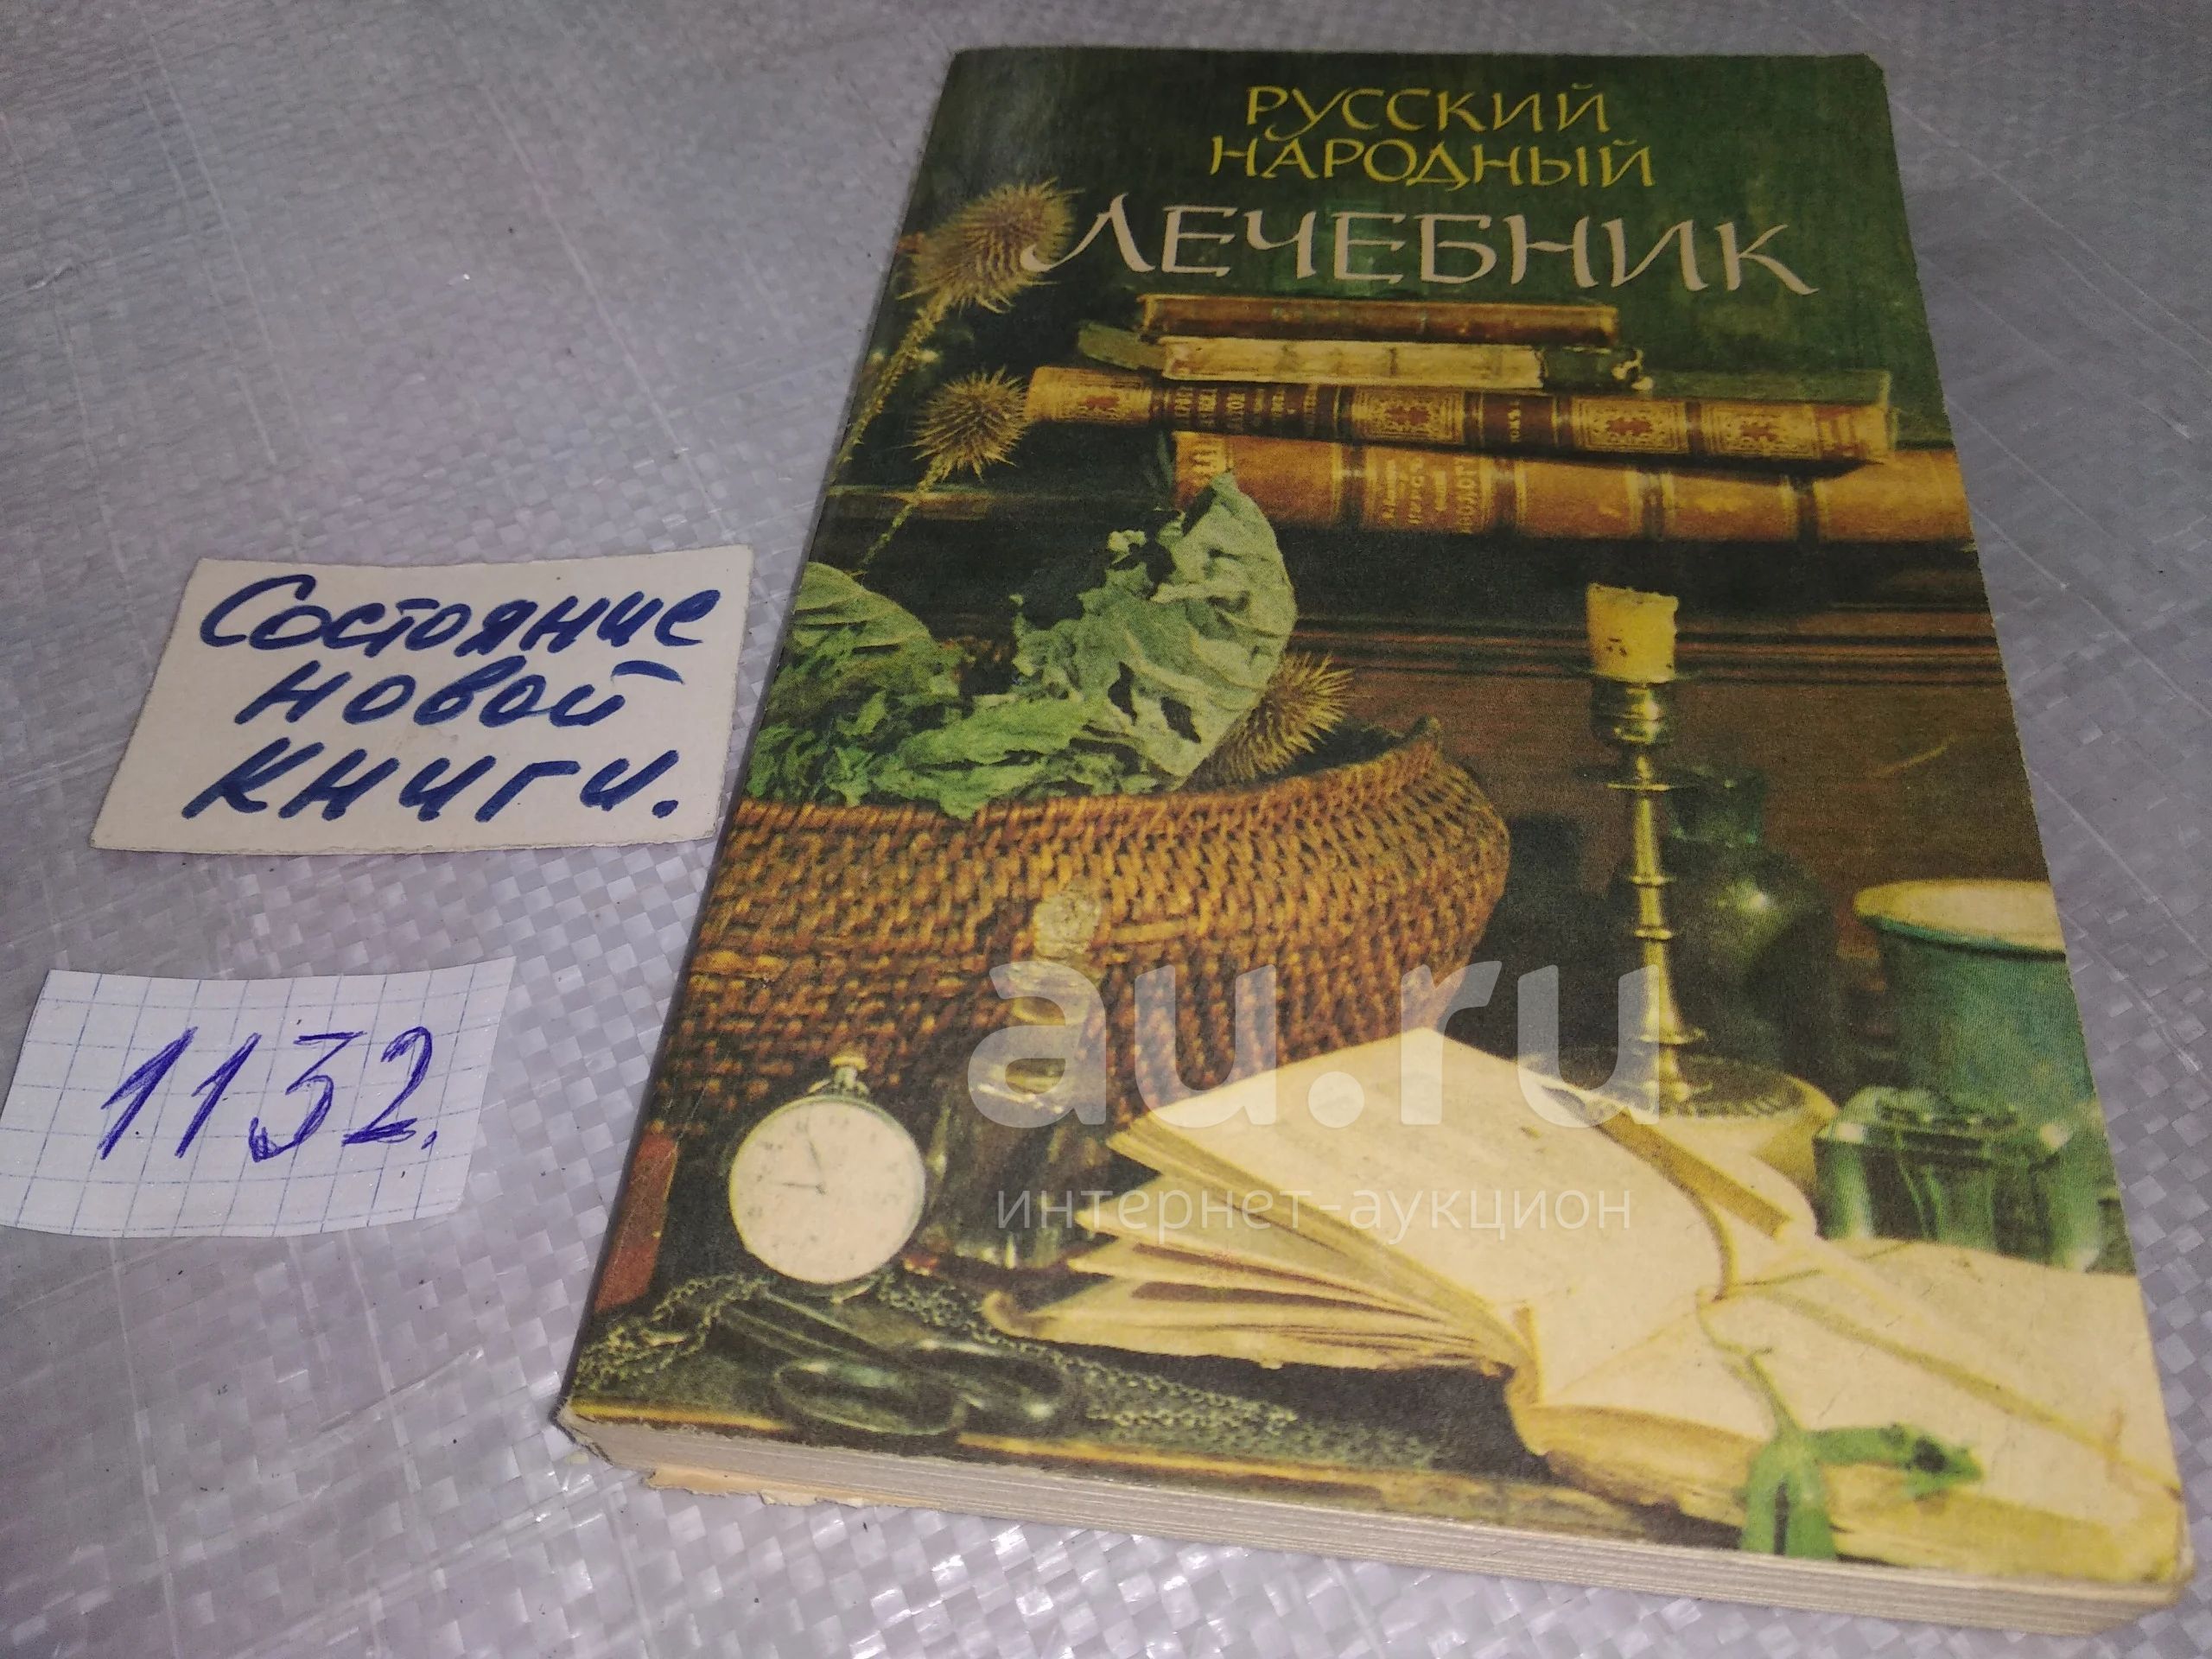 РУССКИЙ
НАРОДНЫЙ
ЛЕЧЕБНИК
Состояние
новой
книги.
1132.
au.ru
интернет-аукцион